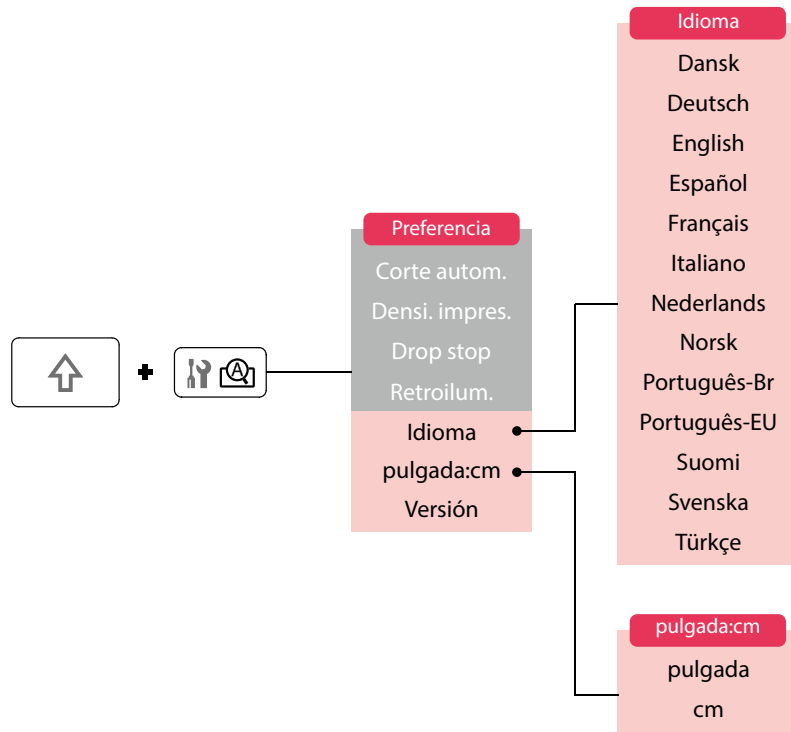 Idioma
Dansk
Deutsch
English
Español
Français
Italiano
Nederlands
Norsk
Português-Br
Português-EU
Suomi
Svenska
Türkçe
Preferencia
Corte autom.
Densi. impres.
Drop stop
Retroilum.
Idioma
pulgada:cm
Versión
+
A
pulgada:cm
pulgada
cm